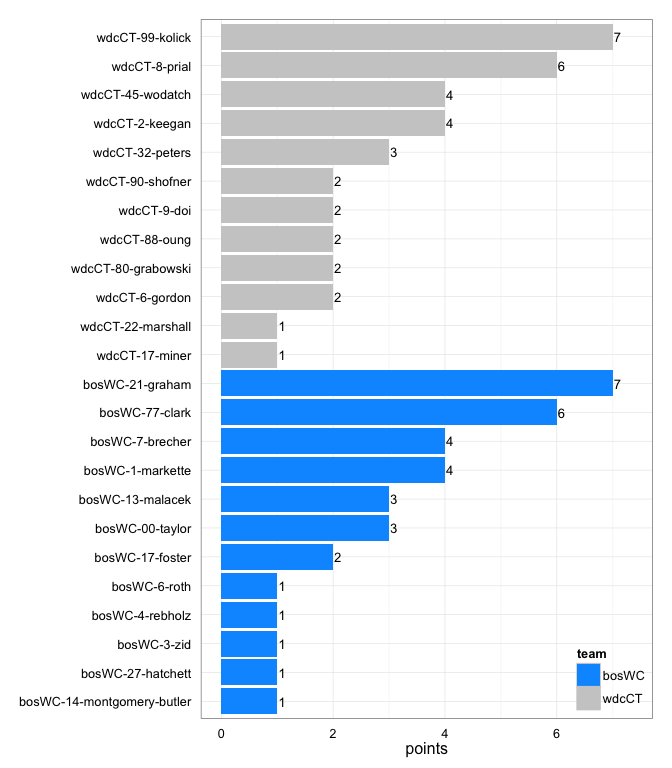 wdcCT-99-kolick 7
wdcCT-8-prial 6
wdcCT-45-wodatch 4
wdcCT-2-keegan 4
wdcCT-32-peters 3
wdcCT-90-shofner 2
wdcCT-9-doi 2
wdcCT-88-oung 2
wdcCT-80-grabowski 2
wdcCT-6-gordon 2
wdcCT-22-marshall 1
wdcCT-17-miner 1
bosWC-21-graham 7
bosWC-77-clark 6
bosWC-7-brecher 4
bosWC-1-markette 4
bosWC-13-malacek 3
bosWC-00-taylor 3
bosWC-17-foster 2
bosWC-6-roth 1
bosWC-4-rebholz 1
bosWC-3-zid 1
bosWC-27-hatchett 1
bosWC-14-montgomery-butler 1
team
bosWC
wdcCT
0 2 4 6
points